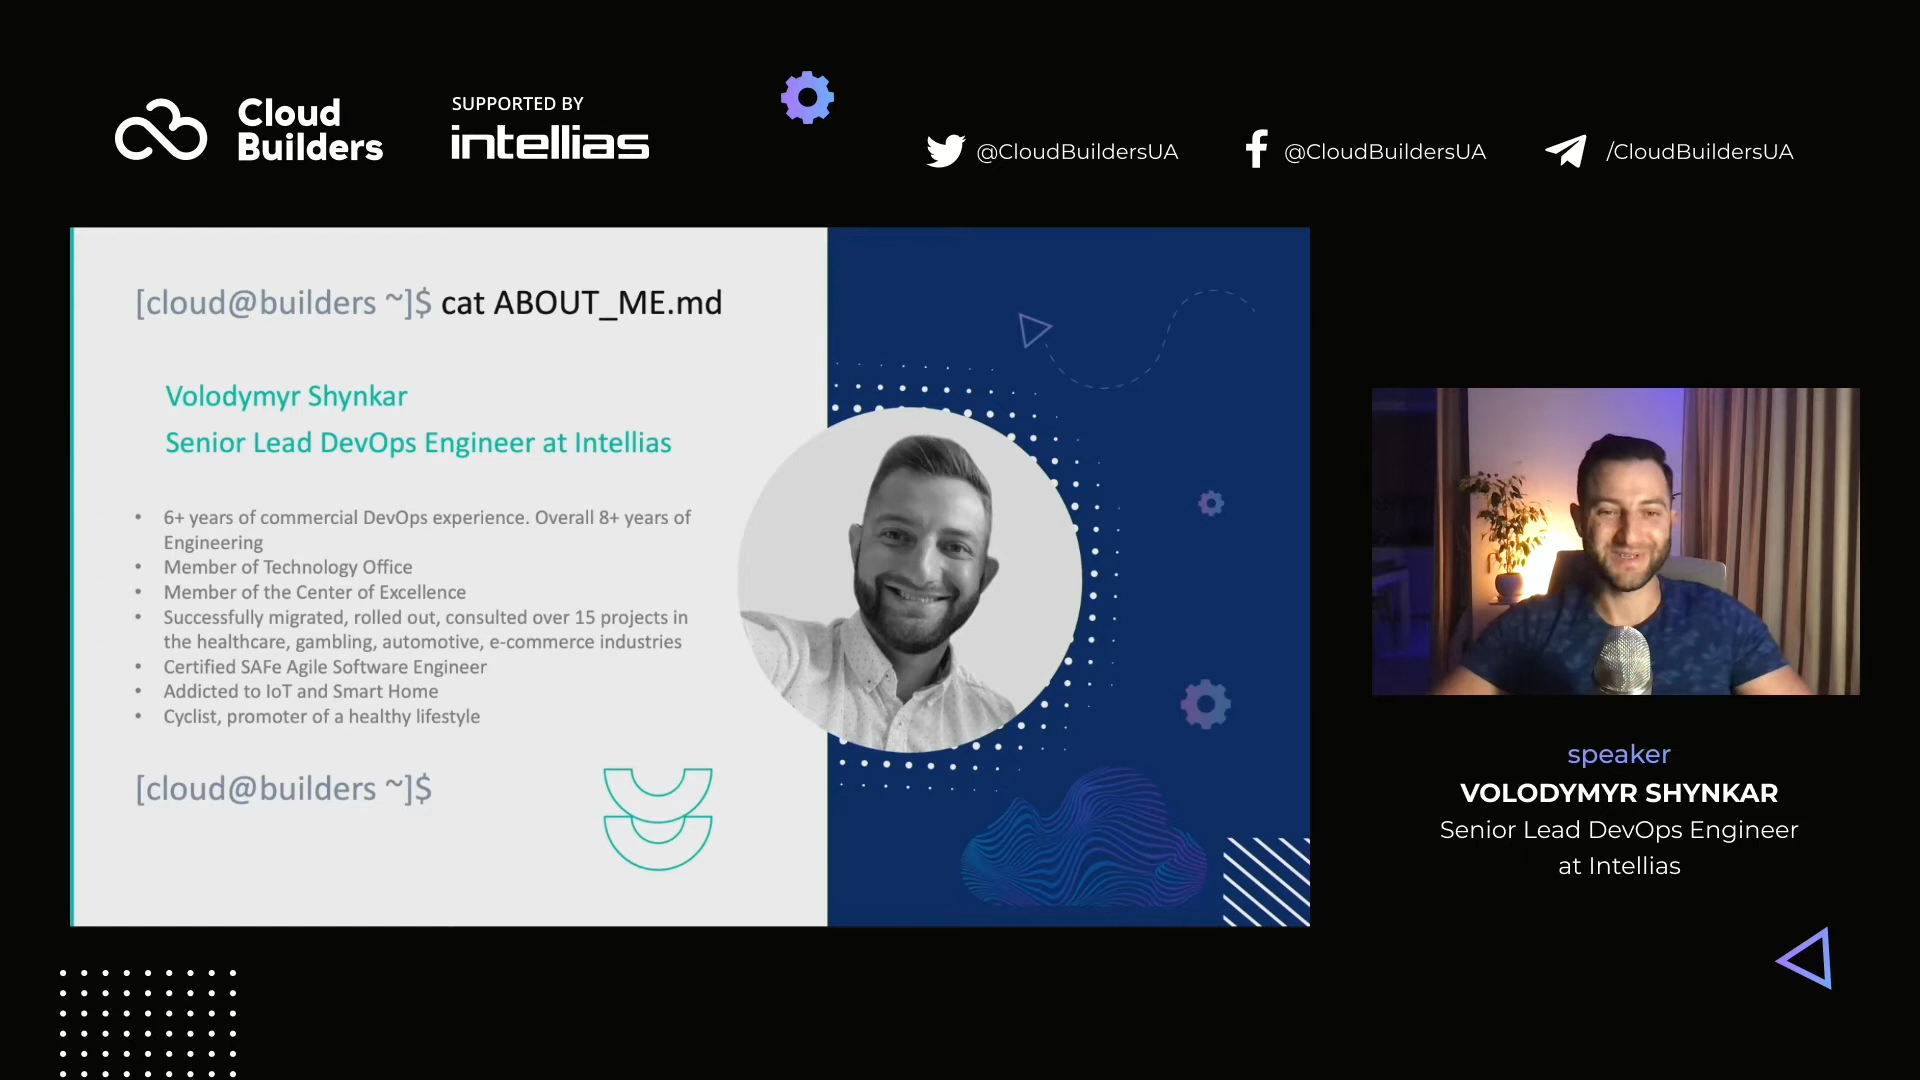 Cloud
Builders
SUPPORTED BY
intellias
@CloudBuildersUA
@CloudBuildersUA
/CloudBuildersUA
[cloud@builders ~]$ cat ABOUT_ME.md
Volodymyr Shynkar
Senior Lead DevOps Engineer at Intellias
• 6+ years of commercial DevOps experience. Overall 8+ years of
Engineering
• Member of Technology Office
• Member of the Center of Excellence
• Successfully migrated, rolled out, consulted over 15 projects in
the healthcare, gambling, automotive, e-commerce industries
• Certified SAFe Agile Software Engineer
• Addicted to IoT and Smart Home
• Cyclist, promoter of a healthy lifestyle
[cloud@builders ~]$
speaker
VOLODYMYR SHYNKAR
Senior Lead DevOps Engineer
at Intellias